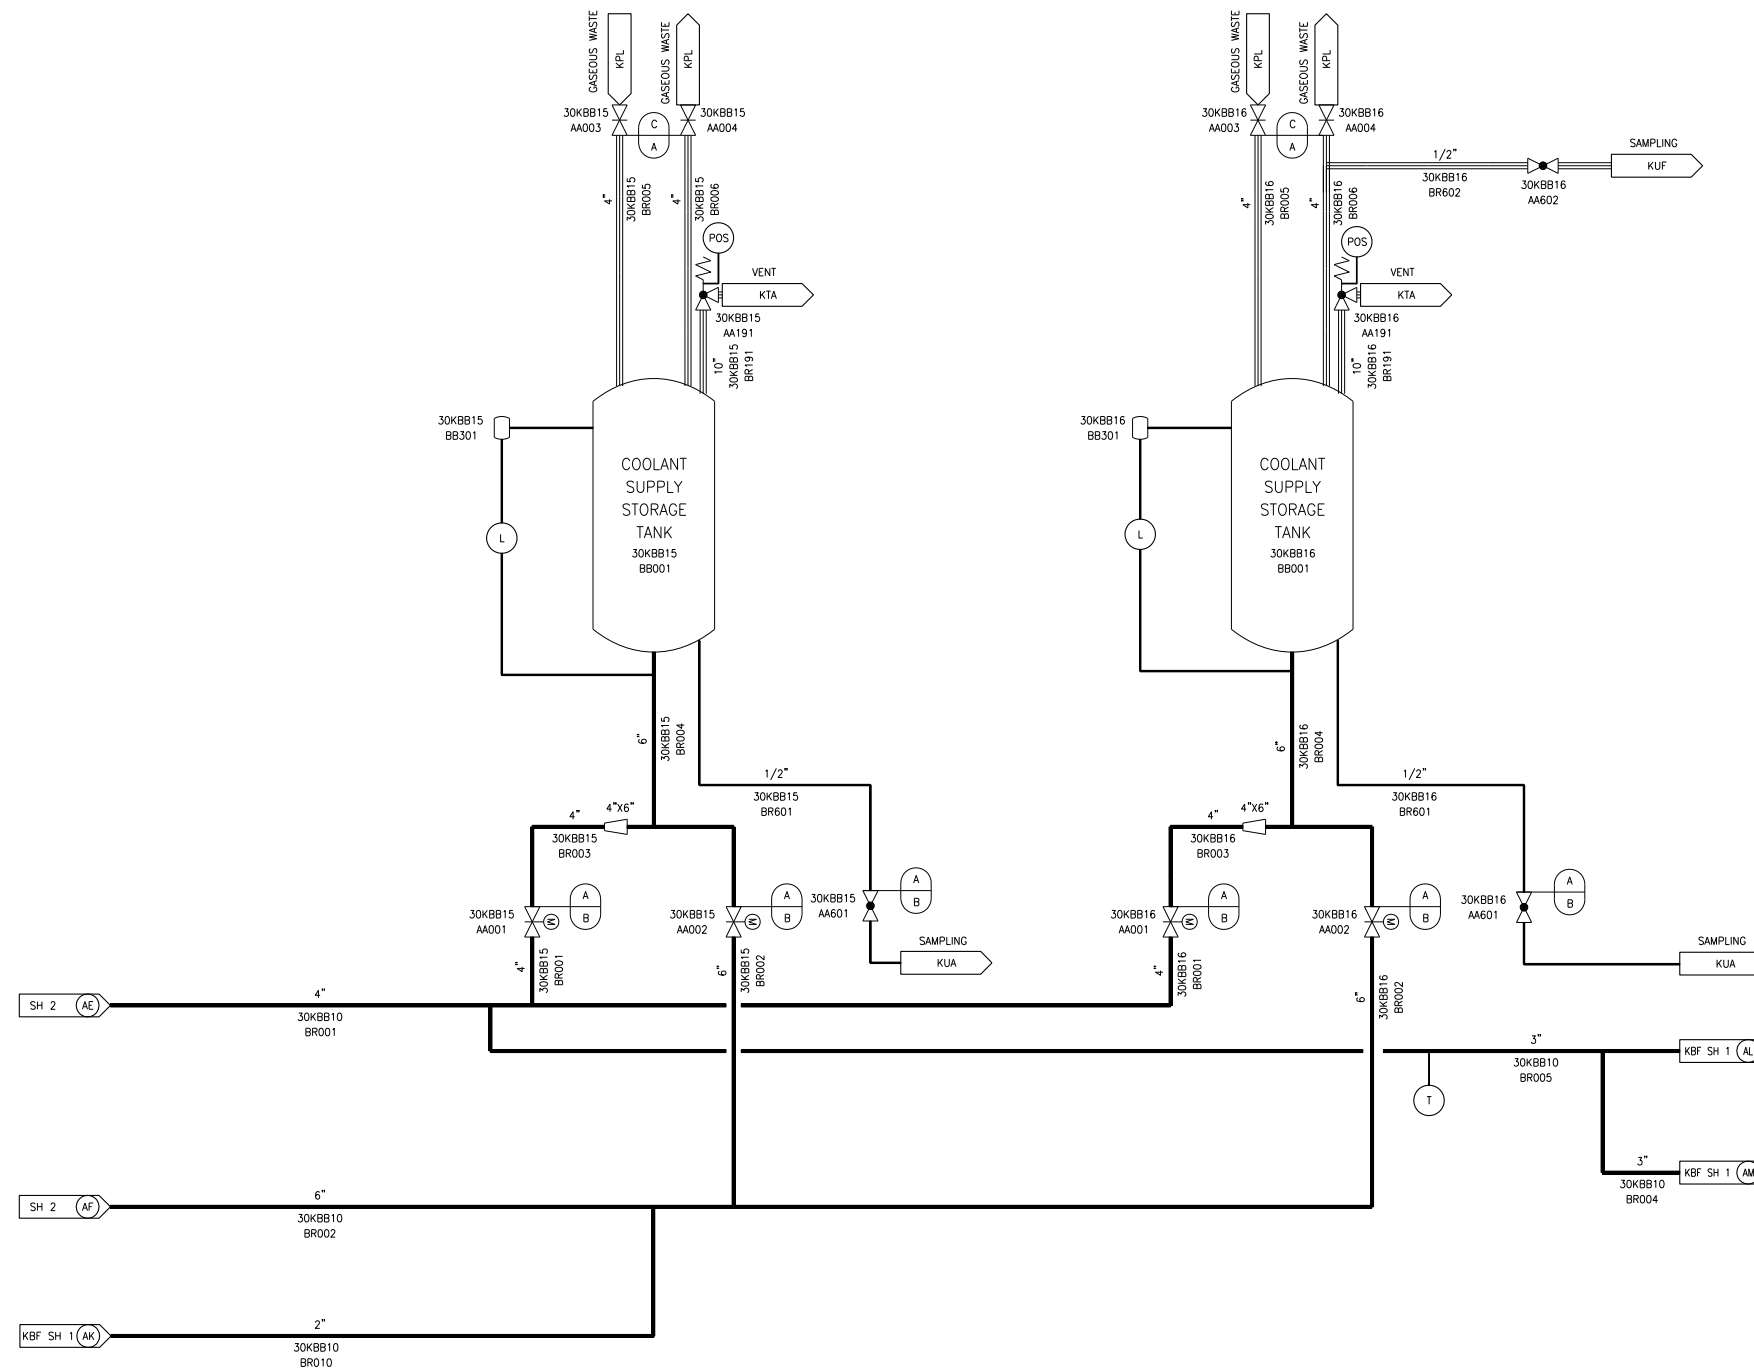 GASEOUS WASTE
KPL
GASEOUS WASTE
KPL
GASEOUS WASTE
KPL
GASEOUS WASTE
KPL
30KBB15
AA003
C
A
30KBB15
AA004
30KBB16
AA003
C
A
30KBB16
AA004
4"
30KBB15
BR005
4"
30KBB15
BR006
4"
30KBB16
BR005
4"
30KBB16
BR006
1/2"
30KBB16
BR602
30KBB16
AA602
SAMPLING
KUF
POS
VENT
KTA
30KBB15
AA191
10"
30KBB15
BR191
POS
VENT
KTA
30KBB16
AA191
10"
30KBB16
BR191
30KBB15
BB301
L
COOLANT
SUPPLY
STORAGE
TANK
30KBB15
BB001
30KBB16
BB301
L
COOLANT
SUPPLY
STORAGE
TANK
30KBB16
BB001
6"
30KBB15
BR004
1/2"
30KBB15
BR601
6"
30KBB16
BR004
1/2"
30KBB16
BR601
4"
4"X6"
30KBB15
BR003
4"
4"X6"
30KBB16
BR003
30KBB15
AA001
M
A
B
30KBB15
AA002
M
A
B
30KBB15
AA601
A
B
30KBB16
AA001
M
A
B
30KBB16
AA002
M
A
B
30KBB16
AA601
A
B
4"
30KBB15
BR001
6"
30KBB15
BR002
SAMPLING
KUA
4"
30KBB16
BR001
6"
30KBB16
BR002
SAMPLING
KUA
SH 2 AE
4"
30KBB10
BR001
3"
30KBB10
BR005
KBF SH 1 AL
T
3"
30KBB10
BR004
KBF SH 1 AM
SH 2 AF
6"
30KBB10
BR002
KBF SH 1 AK
2"
30KBB10
BR010